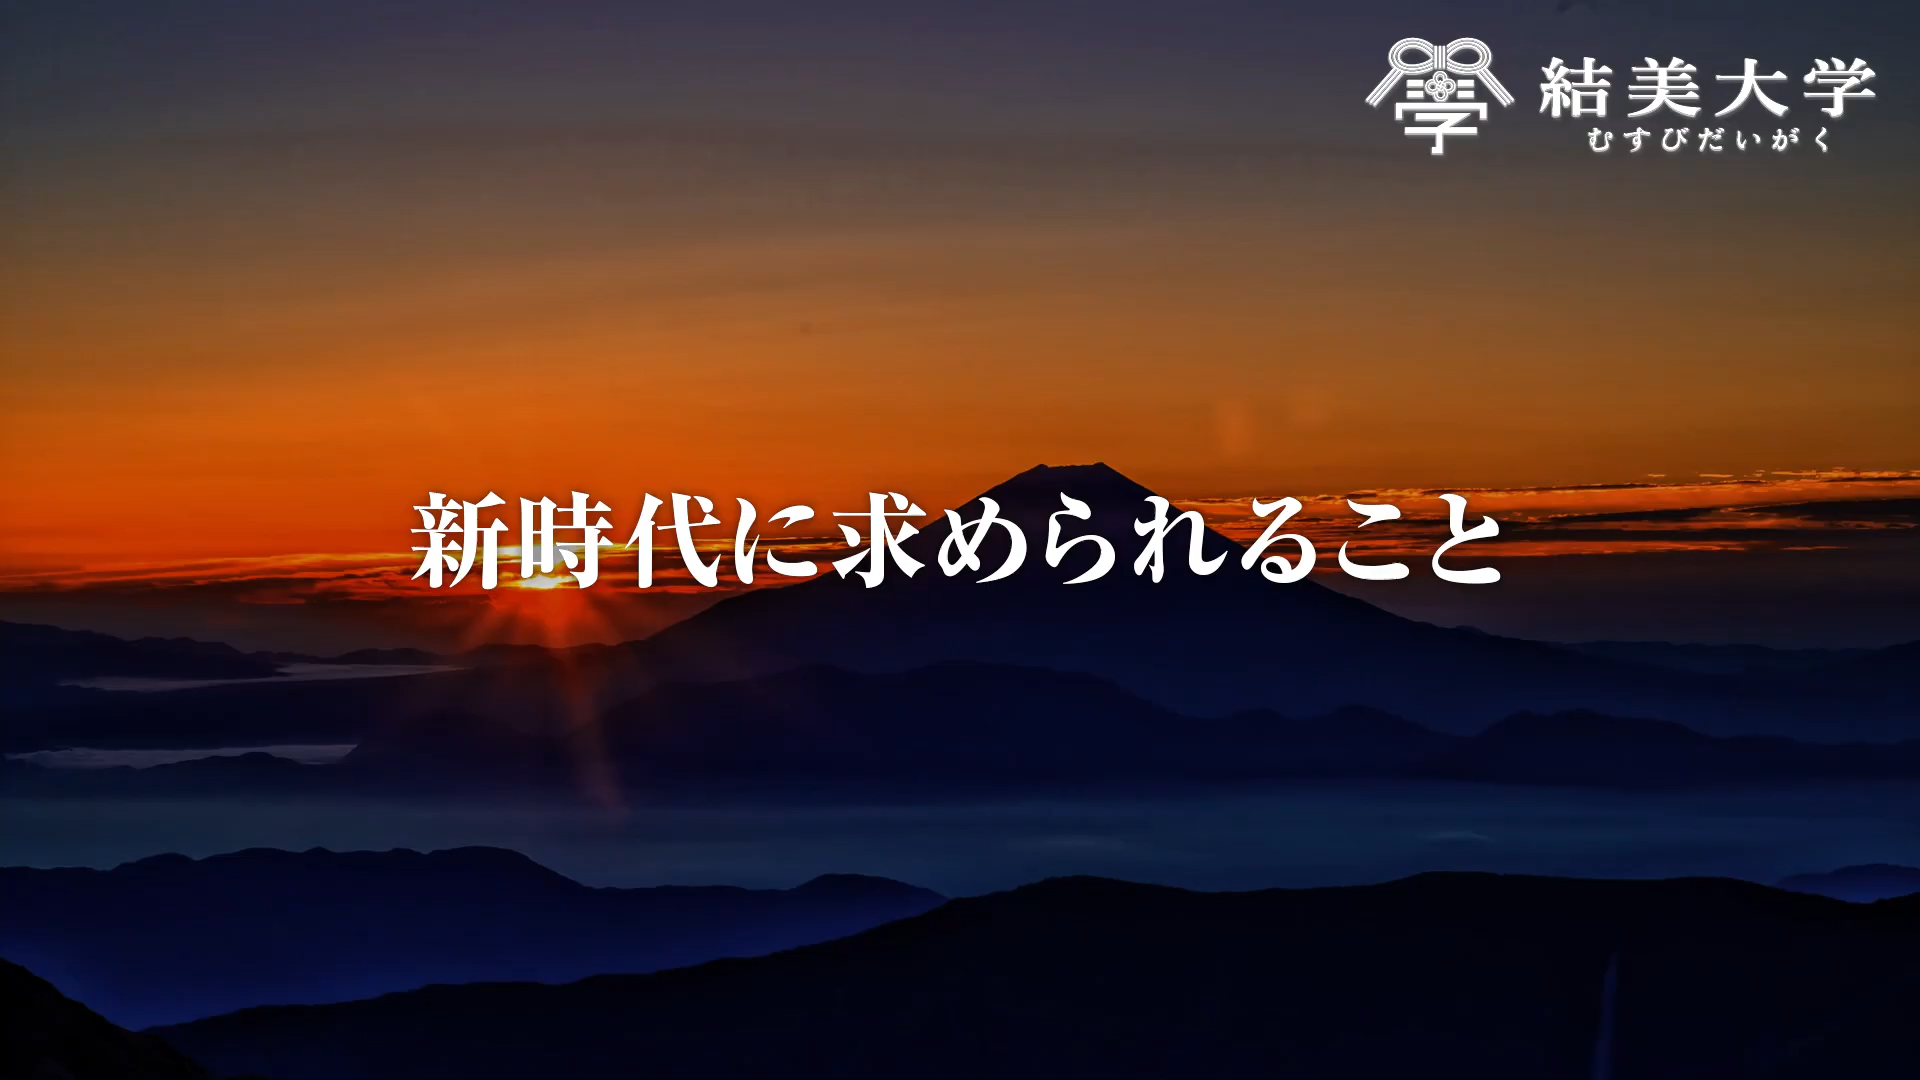 結美大学
むすびだいがく
新時代に求められること